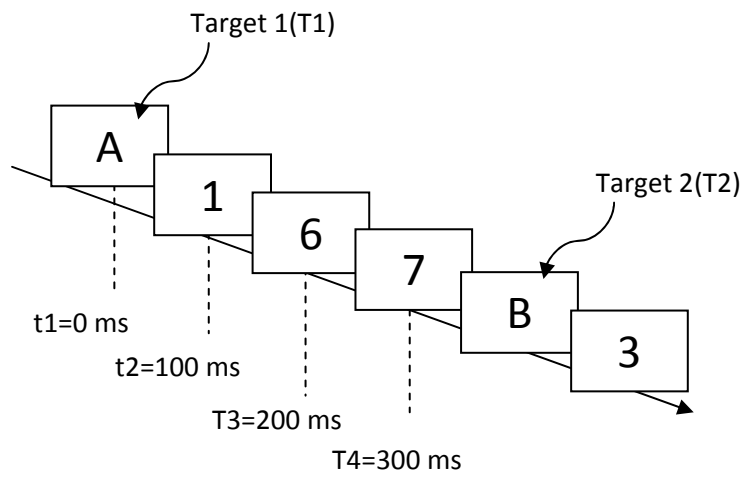 Target 1(T1)
A
1
6
7
B
3
Target 2(T2)
t1=0 ms
t2=100 ms
T3=200 ms
T4=300 ms